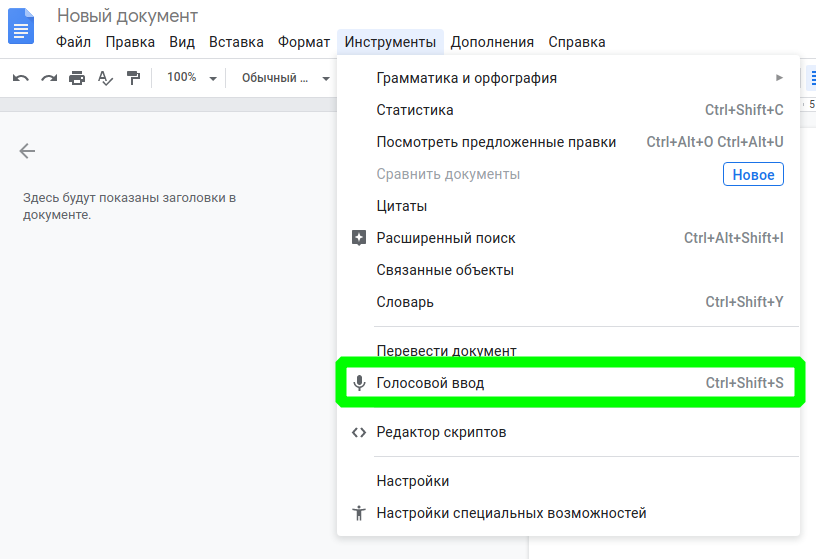 Новый документ
Файл Правка Вид Вставка Формат Инструменты Дополнения Справка
100% Обычный ...
5
Грамматика и орфография
Статистика Ctrl+Shift+C
Посмотреть предложенные правки Ctrl+Alt+O Ctrl+Alt+U
Сравнить документы Новое
Цитаты
Расширенный поиск Ctrl+Alt+Shift+I
Связанные объекты
Словарь Ctrl+Shift+Y
Перевести документ
Голосовой ввод Ctrl+Shift+S
Редактор скриптов
Настройки
Настройки специальных возможностей
Здесь будут показаны заголовки в
документе.